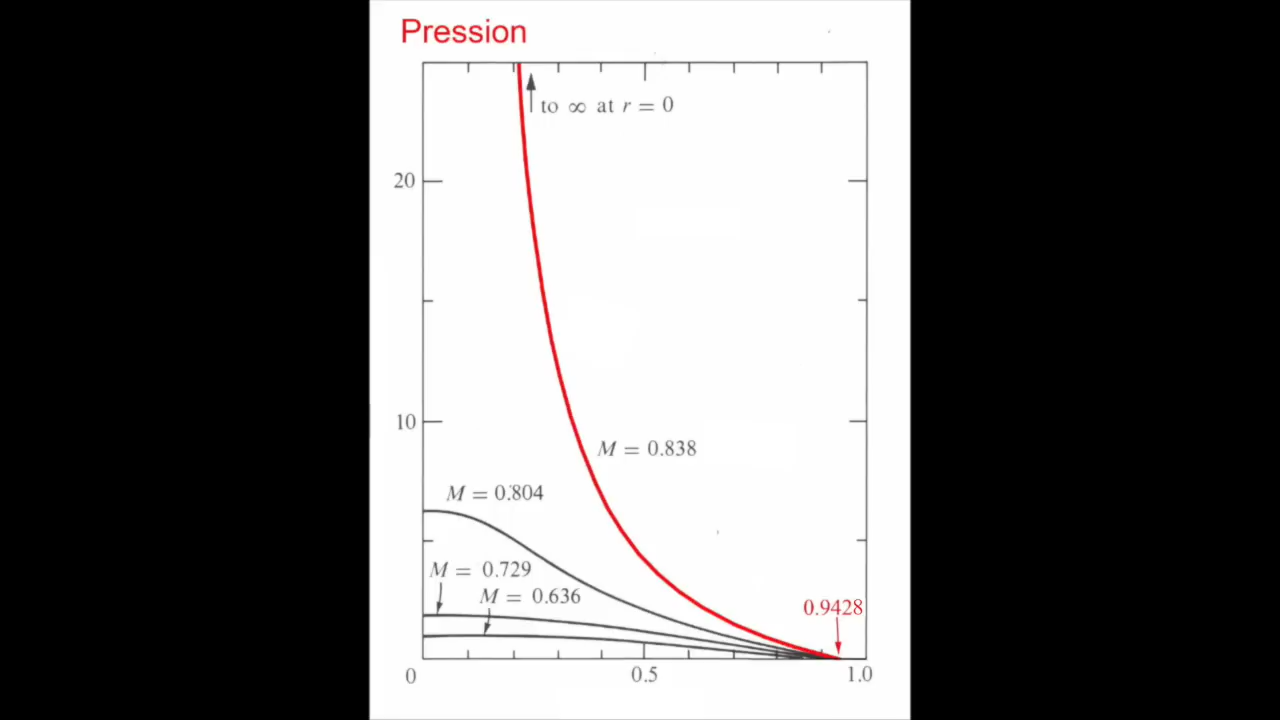 Pression
to ∞ at r = 0
20
10
M = 0.838
M = 0.804
M = 0.729
M = 0.636
0.9428
0
0.5
1.0